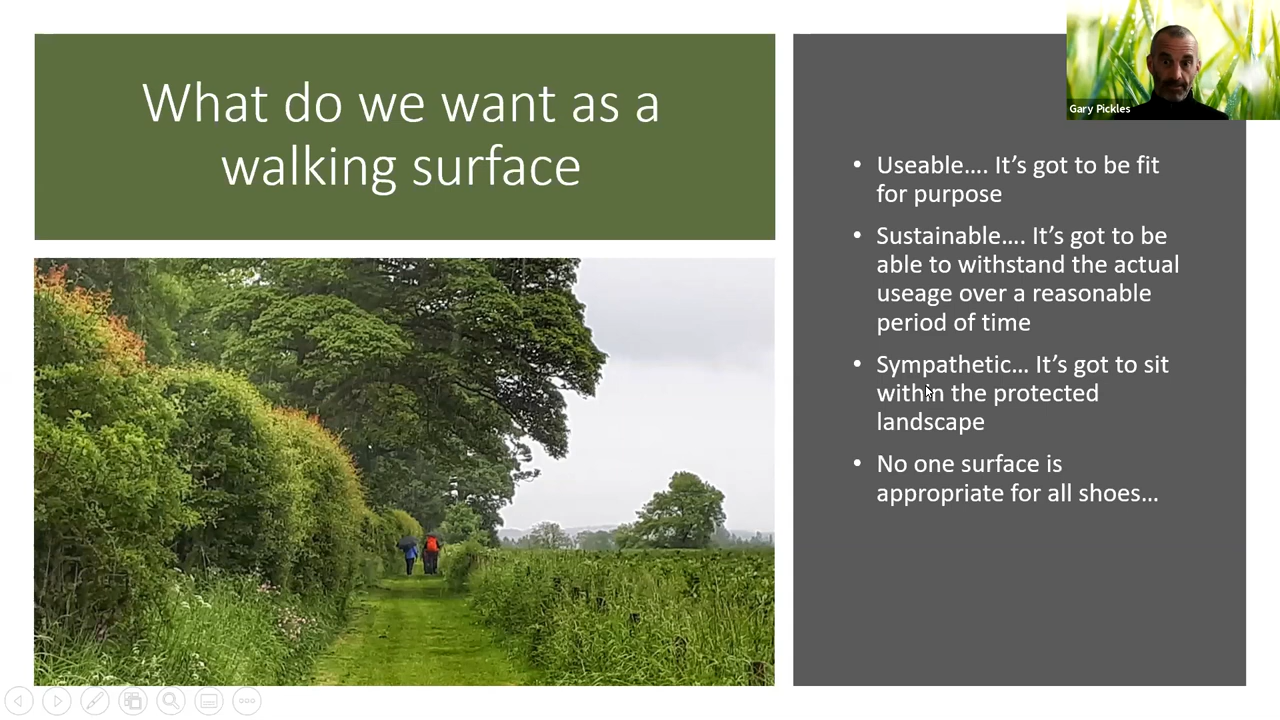 What do we want as a
walking surface
Gary Pickles
• Useable…. It’s got to be fit
for purpose
• Sustainable…. It’s got to be
able to withstand the actual
useage over a reasonable
period of time
• Sympathetic… It’s got to sit
within the protected
landscape
• No one surface is
appropriate for all shoes…